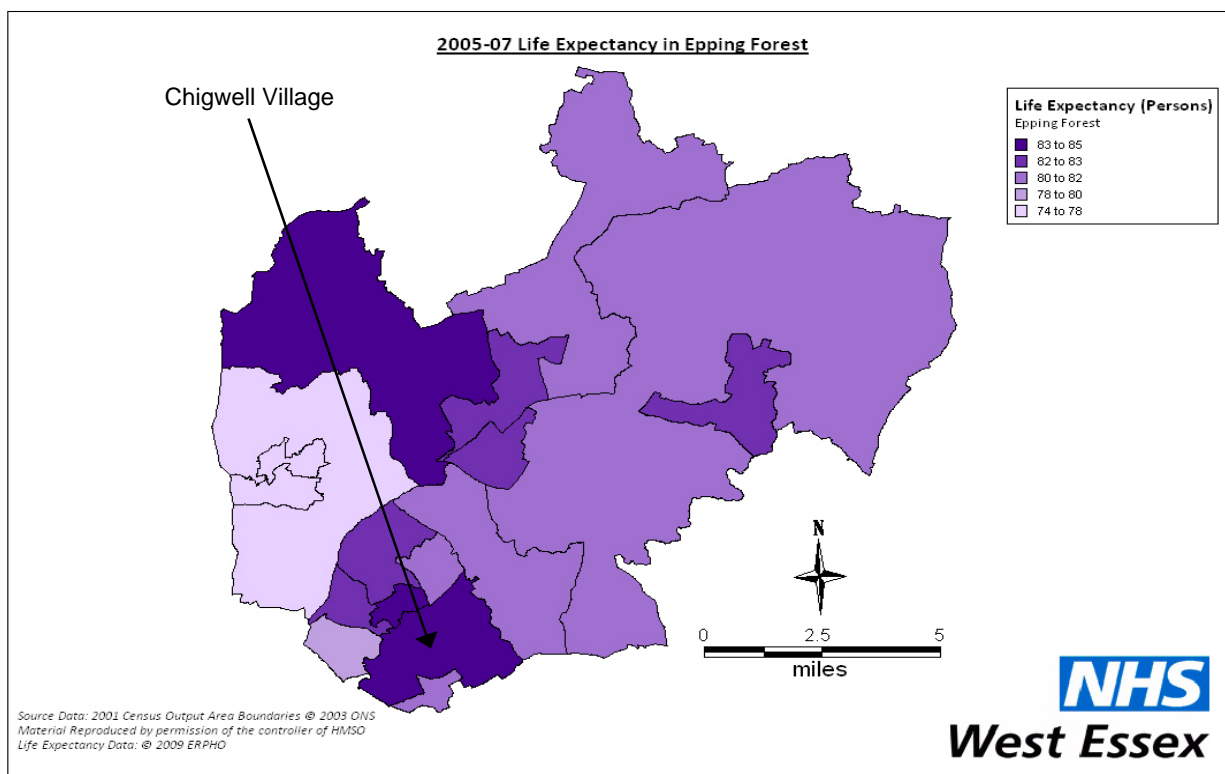 2005-07 Life Expectancy in Epping Forest
Chigwell Village
Life Expectancy (Persons)
Epping Forest
83 to 85
82 to 83
80 to 82
78 to 80
74 to 78
N
0 2.5 5
miles
NHS
West Essex
Source Data: 2001 Census Output Area Boundaries © 2003 ONS
Material Reproduced by permission of the controller of HMSO
Life Expectancy Data: © 2009 ERPHO